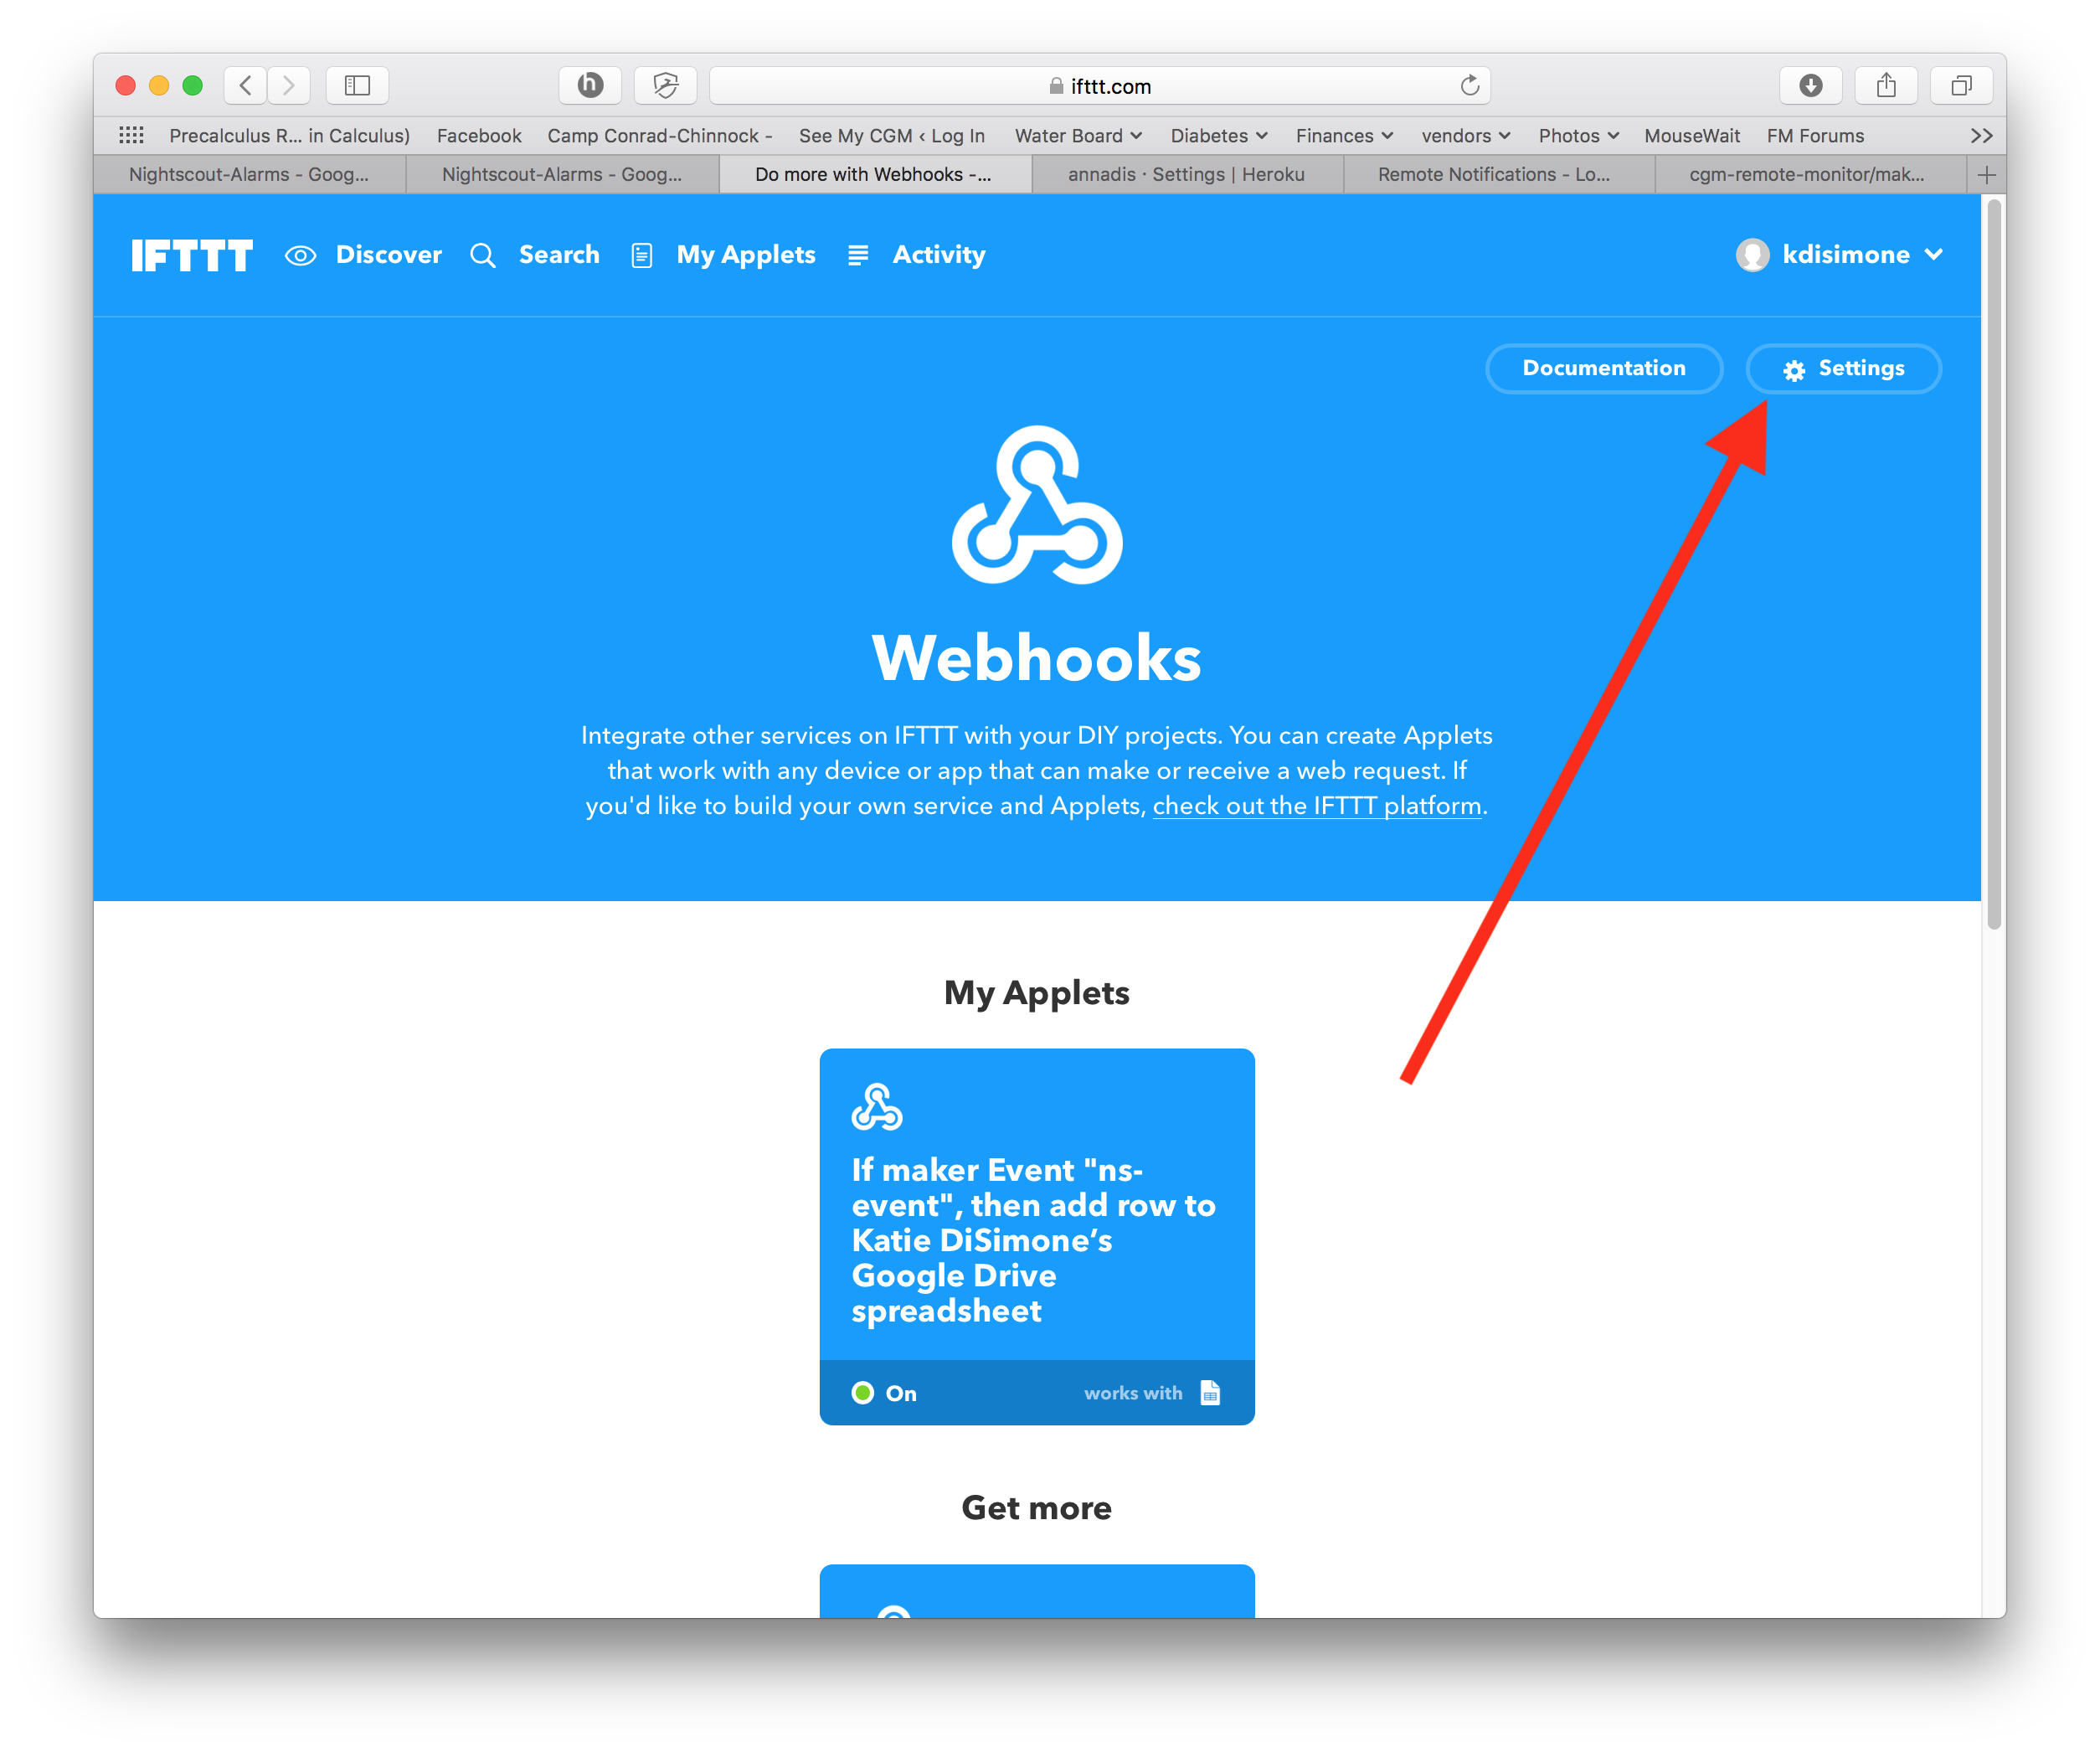 ifttt.com
Precalculus R... in Calculus) Facebook Camp Conrad-Chinnock - See My CGM ‹ Log In Water Board Diabetes Finances vendors Photos MouseWait FM Forums
Nightscout-Alarms - Goog... Nightscout-Alarms - Goog... Do more with Webhooks -... annadis · Settings | Heroku Remote Notifications - Lo... cgm-remote-monitor/mak...
IFTTT Discover Search My Applets Activity kdisimone
Documentation Settings
Webhooks
Integrate other services on IFTTT with your DIY projects. You can create Applets
that work with any device or app that can make or receive a web request. If
you'd like to build your own service and Applets, check out the IFTTT platform.
My Applets
If maker Event "ns-
event", then add row to
Katie DiSimone’s
Google Drive
spreadsheet
On works with
Get more